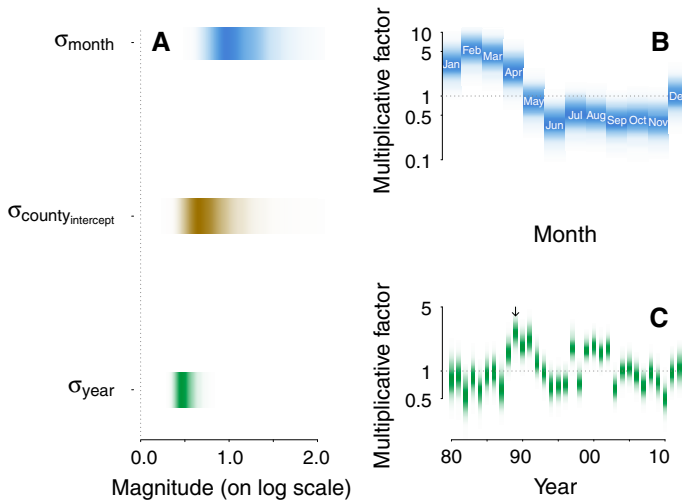 A
σmonth
σcountyintercept
σyear
0.0
1.0
2.0
Magnitude (on log scale)
B
Multiplicative factor
10
5
1
0.5
0.1
Jan
Feb
Mar
Apr
May
Jun
Jul
Aug
Sep
Oct
Nov
De
Month
C
Multiplicative factor
5
1
0.5
80
90
00
10
Year